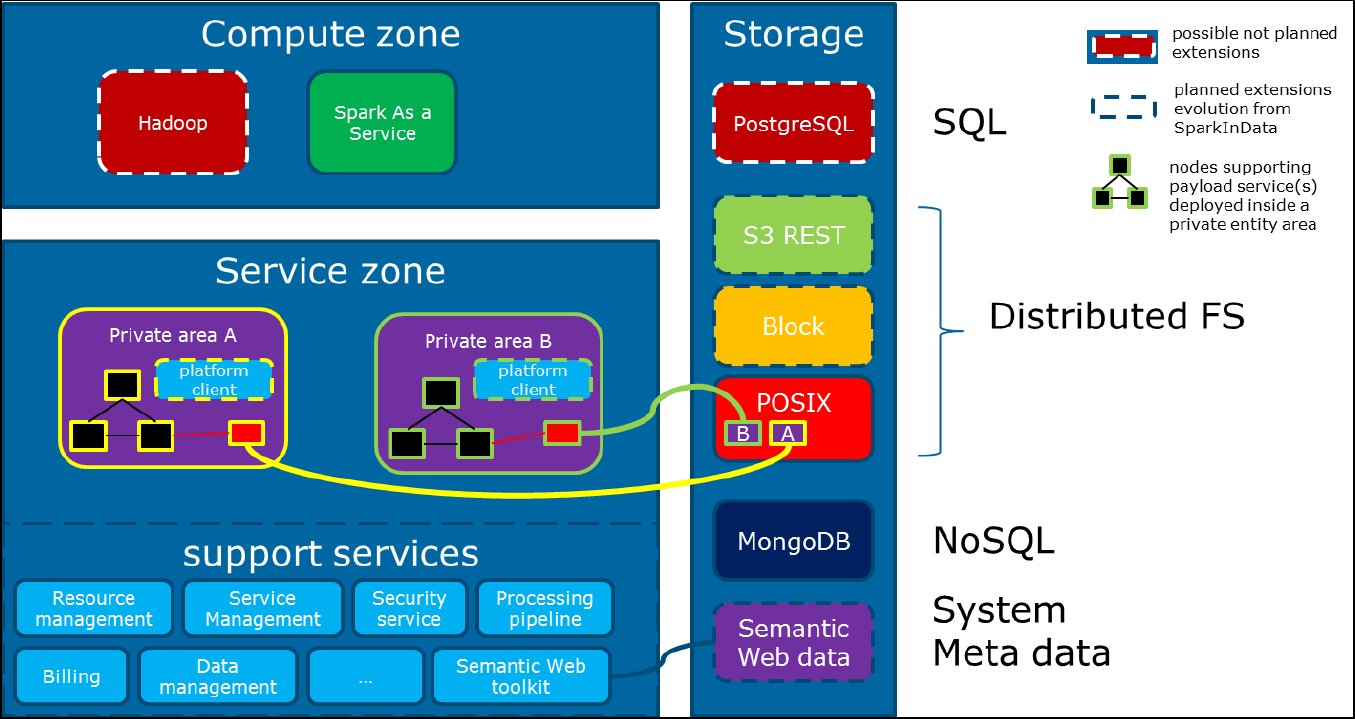 Compute zone
Hadoop
Spark As a
Service
Service zone
Private area A
platform
client
Private area B
platform
client
support services
Resource
management
Service
Management
Security
service
Processing
pipeline
Billing
Data
management
...
Semantic Web
toolkit
Storage
PostgreSQL
S3 REST
Block
POSIX
B
A
MongoDB
Semantic
Web data
SQL
Distributed FS
NoSQL
System
Meta data
possible not planned
extensions
planned extensions
evolution from
SparkInData
nodes supporting
payload service(s)
deployed inside a
private entity area